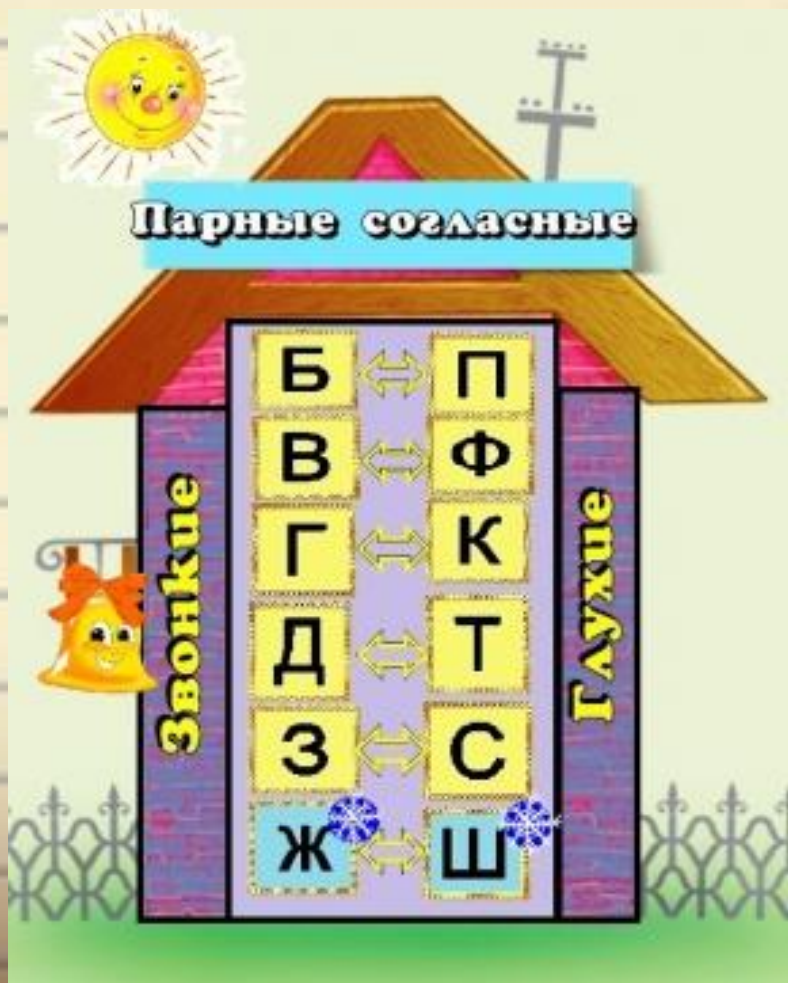 Парные согласные
Звонкие
Глухие
Б П
В Ф
Г К
Д Т
З С
Ж Ш